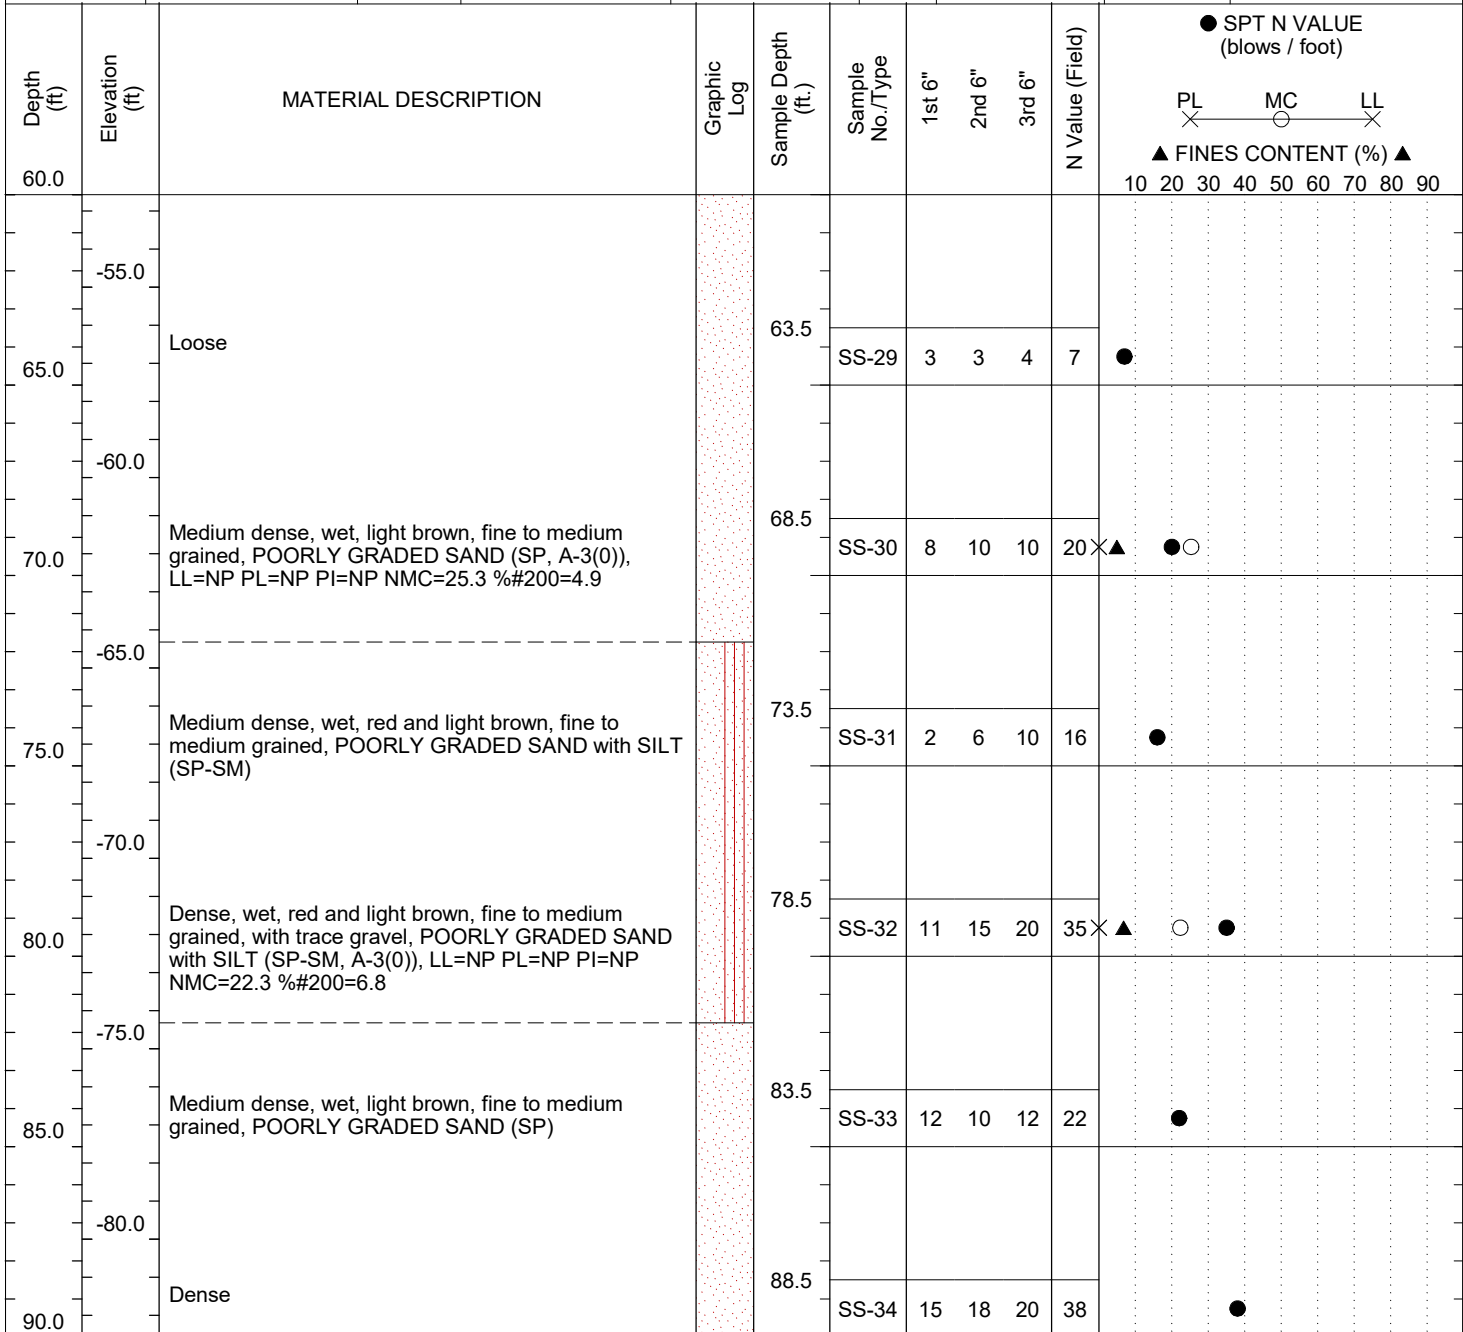 Depth (ft)
Elevation (ft)
MATERIAL DESCRIPTION
Graphic Log
Sample Depth (ft.)
Sample No./Type
1st 6"
2nd 6"
3rd 6"
N Value (Field)
● SPT N VALUE
(blows / foot)
PL MC LL
▲ FINES CONTENT (%) ▲
10 20 30 40 50 60 70 80 90
60.0
-55.0
63.5
Loose
SS-29 3 3 4 7
65.0
-60.0
68.5
Medium dense, wet, light brown, fine to medium
grained, POORLY GRADED SAND (SP, A-3(0)),
LL=NP PL=NP PI=NP NMC=25.3 %#200=4.9
SS-30 8 10 10 20
70.0
-65.0
73.5
Medium dense, wet, red and light brown, fine to
medium grained, POORLY GRADED SAND with SILT
(SP-SM)
SS-31 2 6 10 16
75.0
-70.0
78.5
Dense, wet, red and light brown, fine to medium
grained, with trace gravel, POORLY GRADED SAND
with SILT (SP-SM, A-3(0)), LL=NP PL=NP PI=NP
NMC=22.3 %#200=6.8
SS-32 11 15 20 35
80.0
-75.0
83.5
Medium dense, wet, light brown, fine to medium
grained, POORLY GRADED SAND (SP)
SS-33 12 10 12 22
85.0
-80.0
88.5
Dense
SS-34 15 18 20 38
90.0